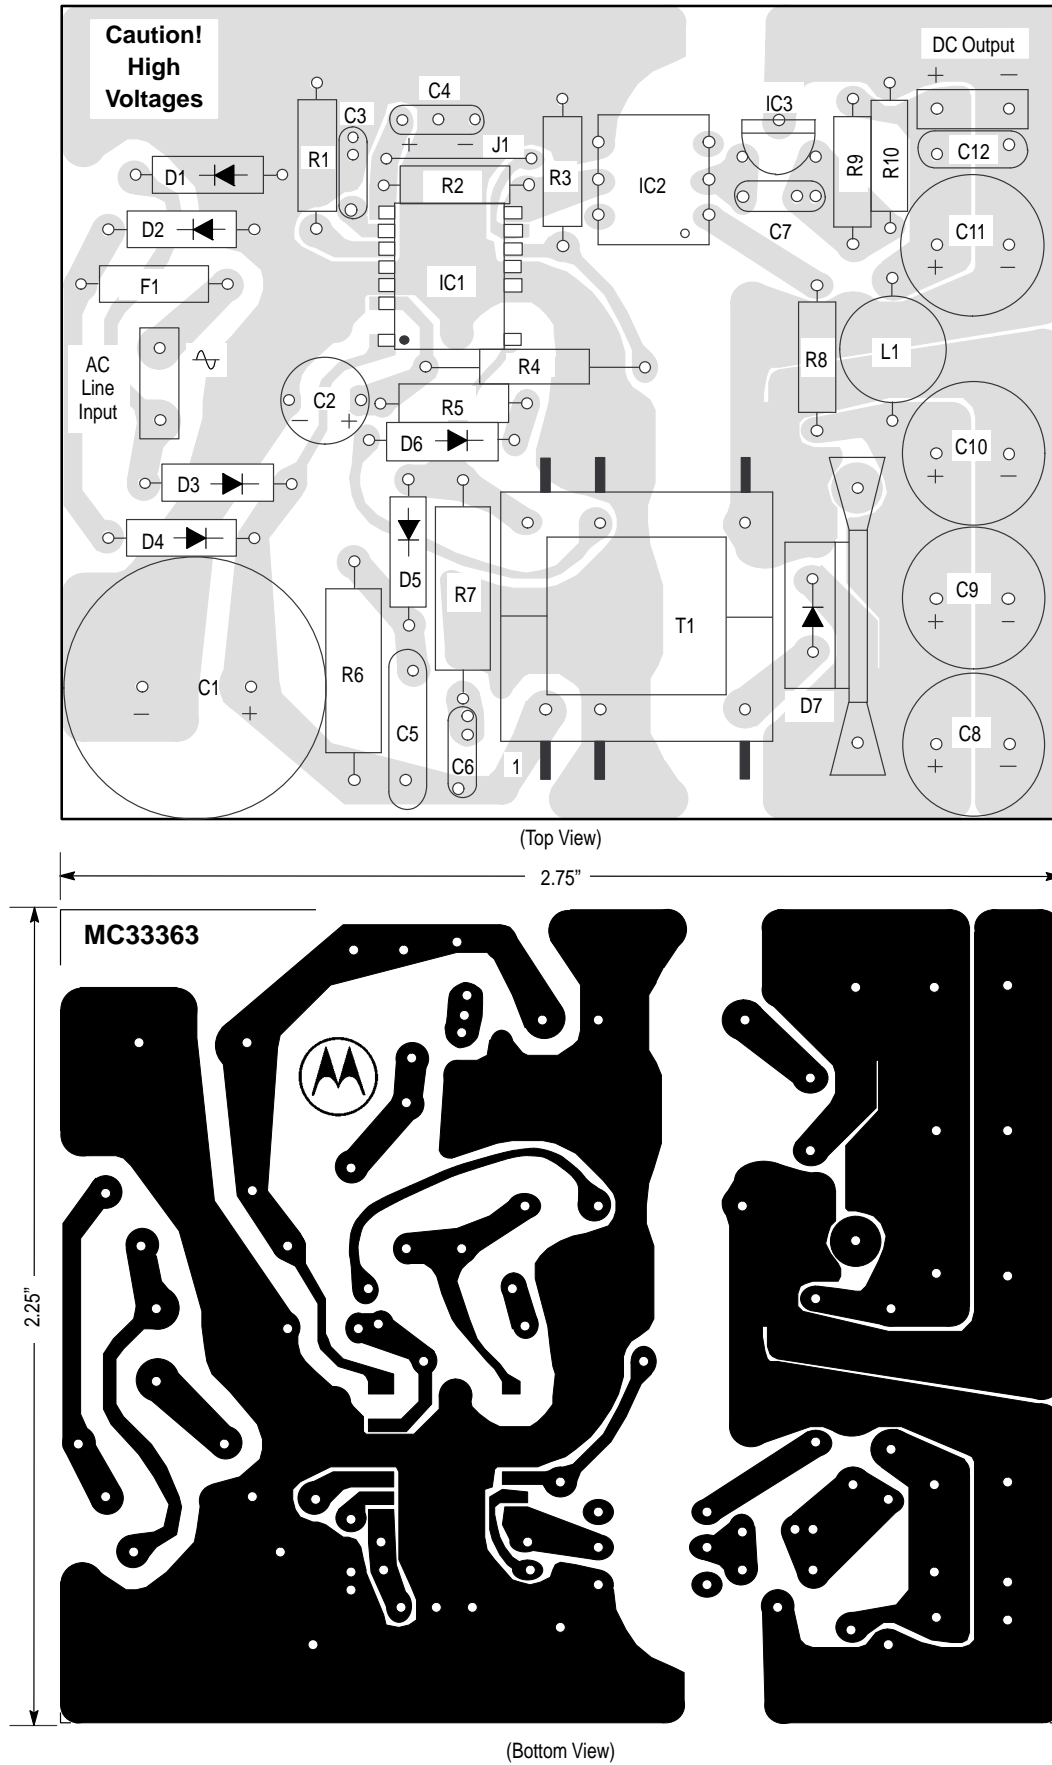 Caution!
High
Voltages
DC Output
+ −
C4
C3
IC3
+ − J1
R1
R2
R3
IC2
R9
R10
C12
D1
D2
C7
C11
+ −
F1
IC1
AC
Line
Input
R4
R8
L1
C2
− +
R5
D6
C10
+ −
D3
D4
D5
R7
T1
C9
+ −
C1
− +
R6
C5
C6
1
D7
C8
+ −
(Top View)
2.75”
MC33363
2.25”
(Bottom View)